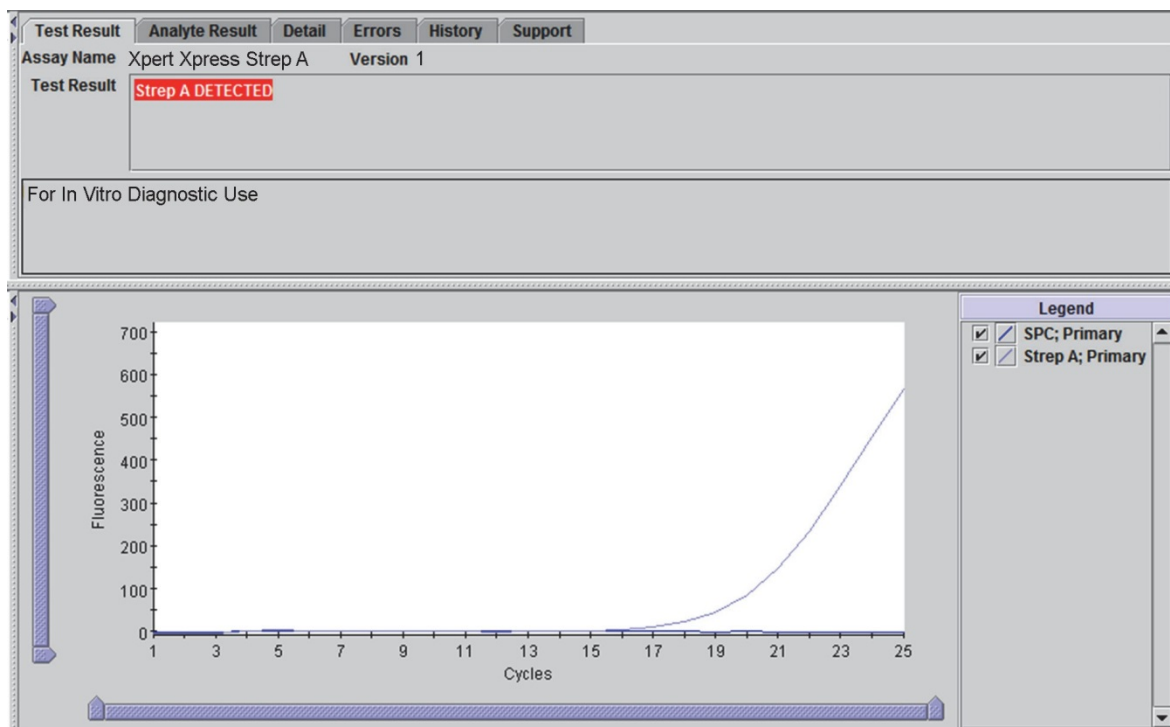 Test Result Analyte Result Detail Errors History Support
Assay Name Xpert Xpress Strep A Version 1
Test Result Strep A DETECTED
For In Vitro Diagnostic Use
Legend
SPC; Primary
Strep A; Primary
700
600
500
400
300
200
100
0
Fluorescence
1 3 5 7 9 11 13 15 17 19 21 23 25
Cycles